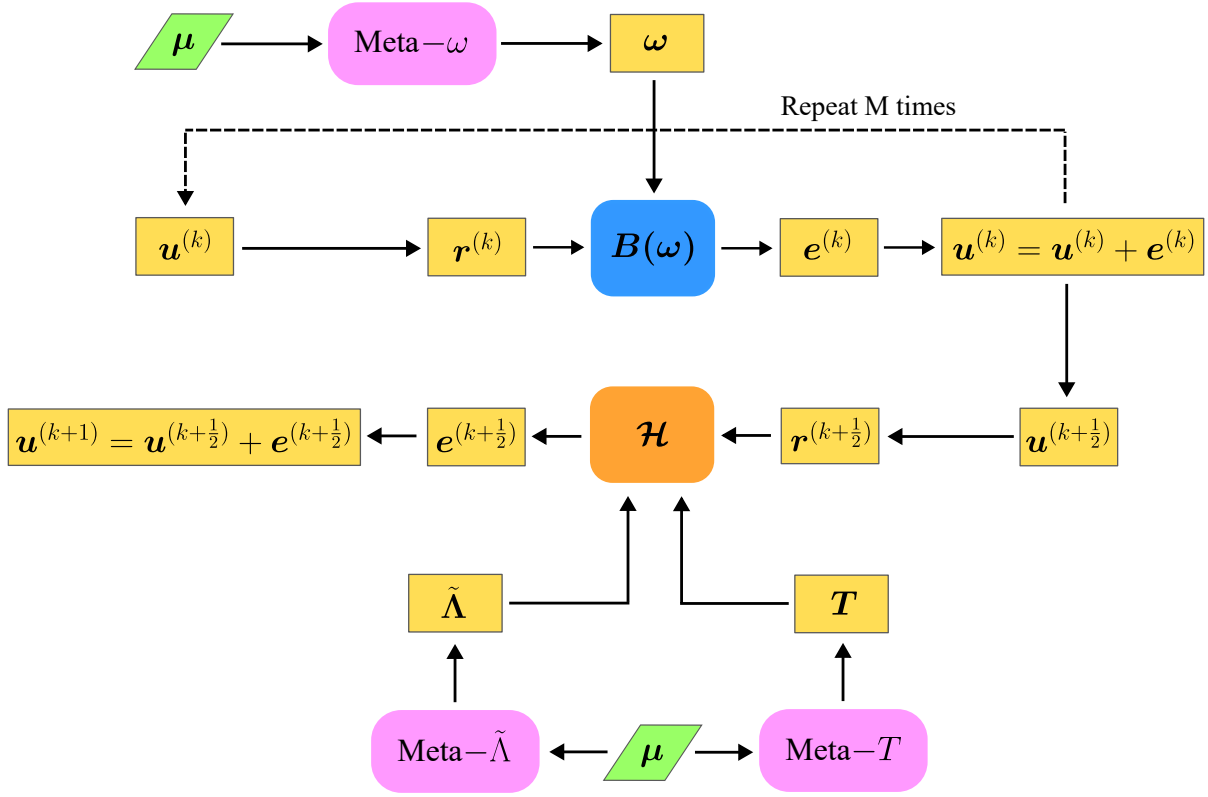 μ Meta−ω ω
Repeat M times
u^(k) r^(k) B(ω) e^(k) u^(k) = u^(k) + e^(k)
u^(k+1) = u^(k+1/2) + e^(k+1/2) e^(k+1/2) ℋ r^(k+1/2) u^(k+1/2)
Λ̃ T
Meta−Λ̃ μ Meta−T